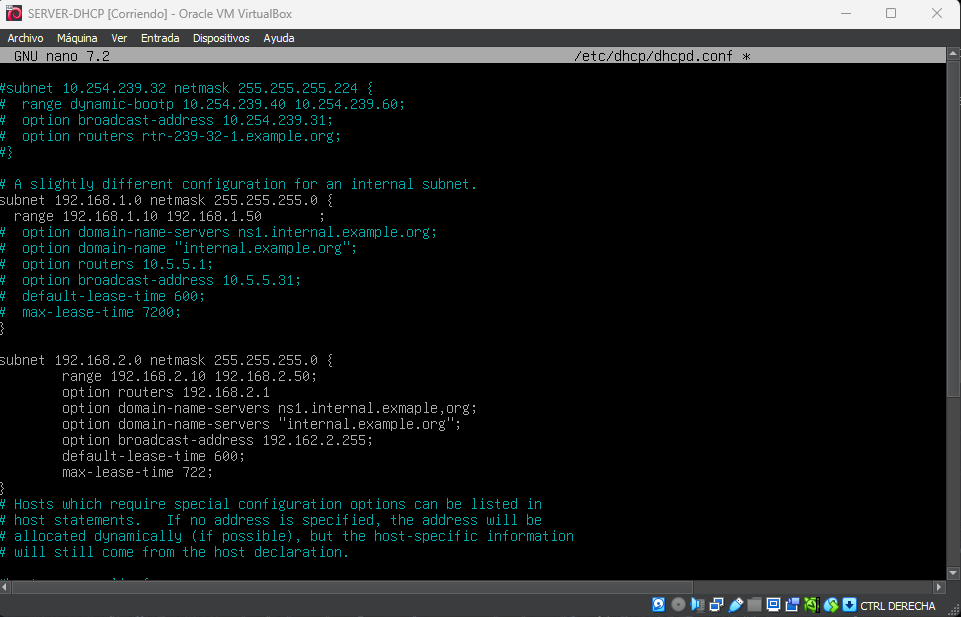 SERVER-DHCP [Corriendo] - Oracle VM VirtualBox
Archivo Máquina Ver Entrada Dispositivos Ayuda
GNU nano 7.2 /etc/dhcp/dhcpd.conf *
#subnet 10.254.239.32 netmask 255.255.255.224 {
#  range dynamic-bootp 10.254.239.40 10.254.239.60;
#  option broadcast-address 10.254.239.31;
#  option routers rtr-239-32-1.example.org;
#}
# A slightly different configuration for an internal subnet.
subnet 192.168.1.0 netmask 255.255.255.0 {
  range 192.168.1.10 192.168.1.50       ;
#  option domain-name-servers ns1.internal.example.org;
#  option domain-name "internal.example.org";
#  option routers 10.5.5.1;
#  option broadcast-address 10.5.5.31;
#  default-lease-time 600;
#  max-lease-time 7200;
}
subnet 192.168.2.0 netmask 255.255.255.0 {
        range 192.168.2.10 192.168.2.50;
        option routers 192.168.2.1
        option domain-name-servers ns1.internal.exmaple,org;
        option domain-name-servers "internal.example.org";
        option broadcast-address 192.162.2.255;
        default-lease-time 600;
        max-lease-time 722;
}
# Hosts which require special configuration options can be listed in
# host statements.   If no address is specified, the address will be
# allocated dynamically (if possible), but the host-specific information
# will still come from the host declaration.
CTRL DERECHA